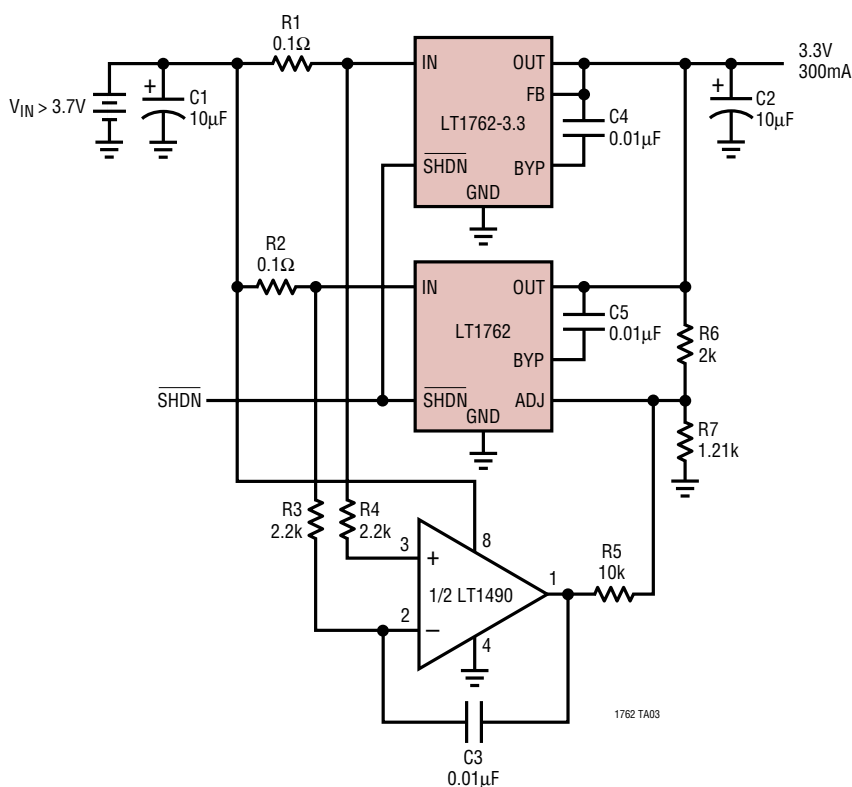 R1
0.1Ω
3.3V
300mA
IN
OUT
FB
LT1762-3.3
SHDN
BYP
GND
VIN > 3.7V
+
C1
10µF
C4
0.01µF
+
C2
10µF
R2
0.1Ω
IN
OUT
LT1762
BYP
SHDN
ADJ
GND
C5
0.01µF
R6
2k
SHDN
R7
1.21k
R3
2.2k
R4
2.2k
3
+
8
1/2 LT1490
1
2
–
4
R5
10k
C3
0.01µF
1762 TA03